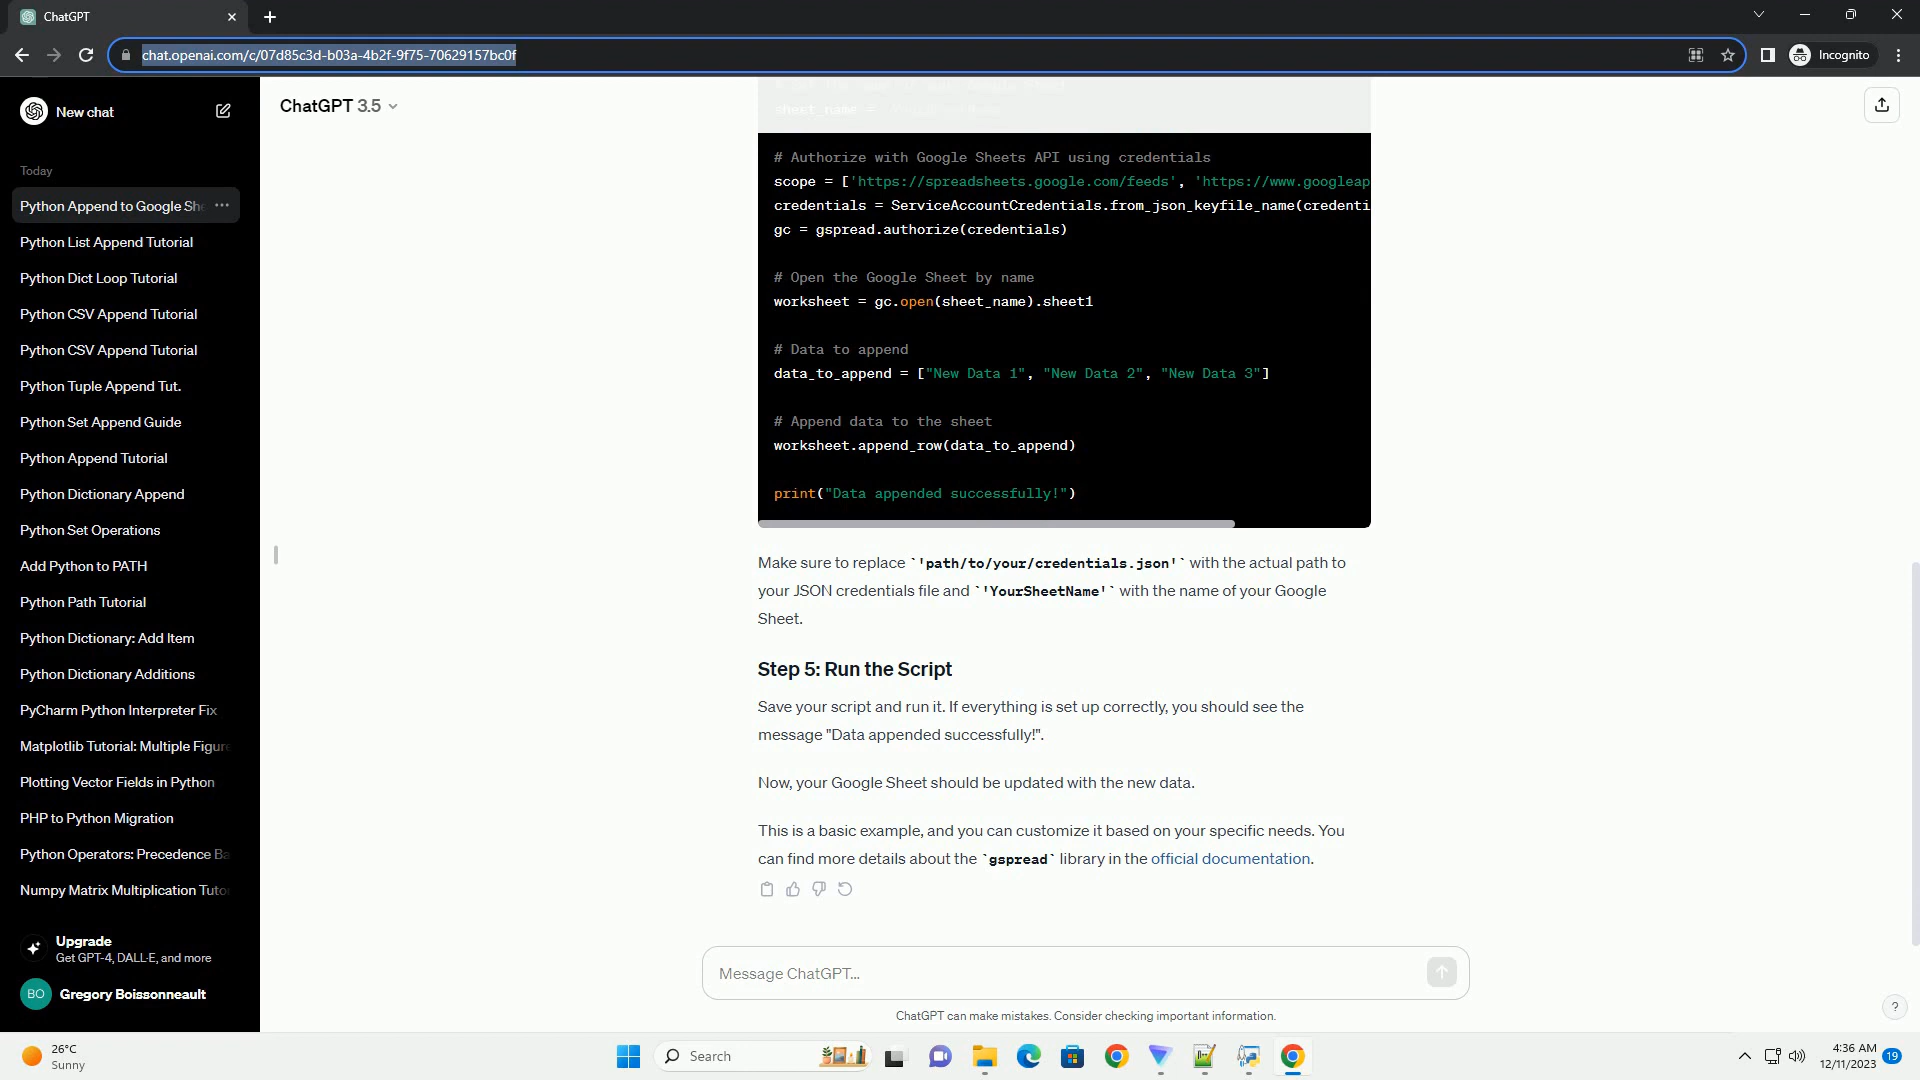 ChatGPT
chat.openai.com/c/07d85c3d-b03a-4b2f-9f75-70629157bc0f
Incognito
New chat
ChatGPT 3.5
Today
Python Append to Google She
Python List Append Tutorial
Python Dict Loop Tutorial
Python CSV Append Tutorial
Python CSV Append Tutorial
Python Tuple Append Tut.
Python Set Append Guide
Python Append Tutorial
Python Dictionary Append
Python Set Operations
Add Python to PATH
Python Path Tutorial
Python Dictionary: Add Item
Python Dictionary Additions
PyCharm Python Interpreter Fix
Matplotlib Tutorial: Multiple Figure
Plotting Vector Fields in Python
PHP to Python Migration
Python Operators: Precedence Ba
Numpy Matrix Multiplication Tuto
Upgrade
Get GPT-4, DALL·E, and more
BO
Gregory Boissonneault
sheet_name =
# Authorize with Google Sheets API using credentials
scope = ['https://spreadsheets.google.com/feeds', 'https://www.googleap
credentials = ServiceAccountCredentials.from_json_keyfile_name(credenti
gc = gspread.authorize(credentials)
# Open the Google Sheet by name
worksheet = gc.open(sheet_name).sheet1
# Data to append
data_to_append = ["New Data 1", "New Data 2", "New Data 3"]
# Append data to the sheet
worksheet.append_row(data_to_append)
print("Data appended successfully!")
Make sure to replace `'path/to/your/credentials.json'` with the actual path to
your JSON credentials file and `'YourSheetName'` with the name of your Google
Sheet.
Step 5: Run the Script
Save your script and run it. If everything is set up correctly, you should see the
message "Data appended successfully!".
Now, your Google Sheet should be updated with the new data.
This is a basic example, and you can customize it based on your specific needs. You
can find more details about the `gspread` library in the official documentation.
Message ChatGPT...
ChatGPT can make mistakes. Consider checking important information.
?
26°C
Sunny
Search
4:36 AM
12/11/2023
19